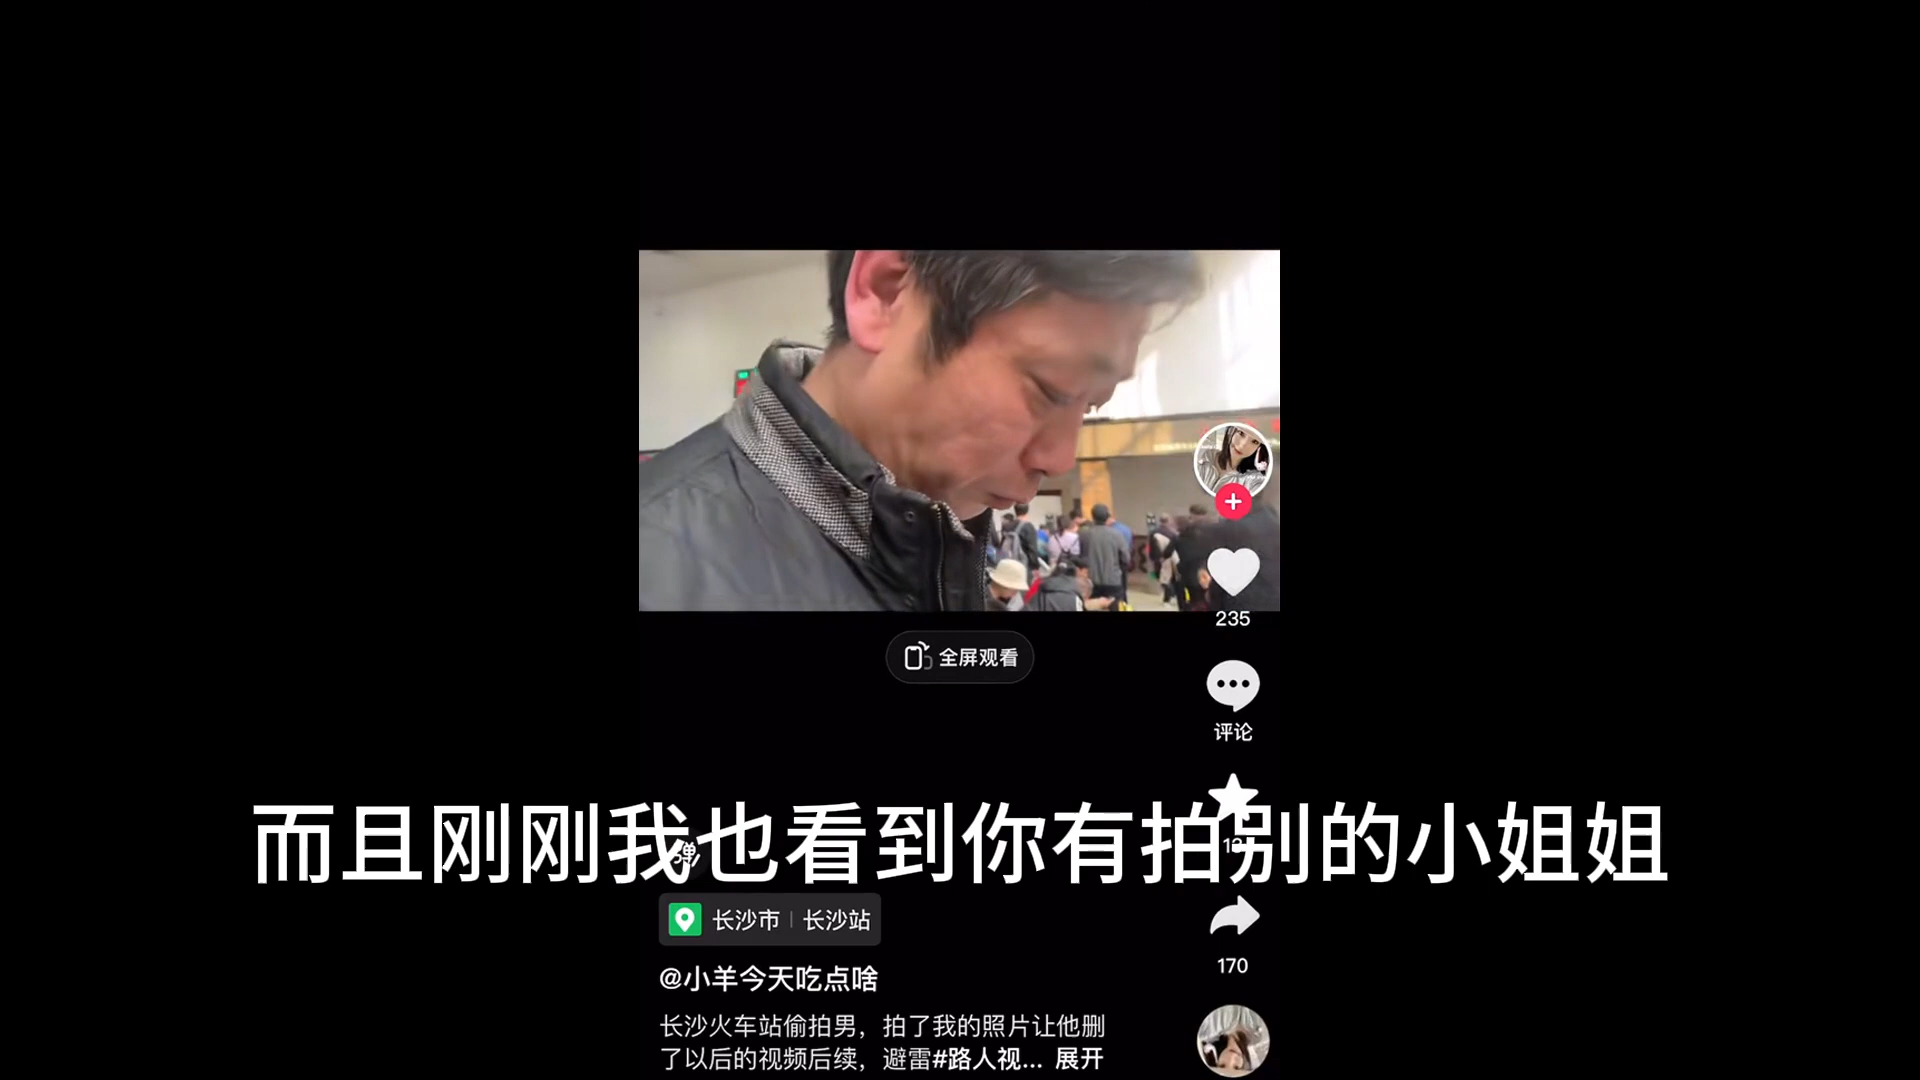 全屏观看
235
评论
而且刚刚我也看到你有拍别的小姐姐
弹
长沙市 | 长沙站
170
@小羊今天吃点啥
长沙火车站偷拍男，拍了我的照片让他删
了以后的视频后续，避雷#路人视... 展开